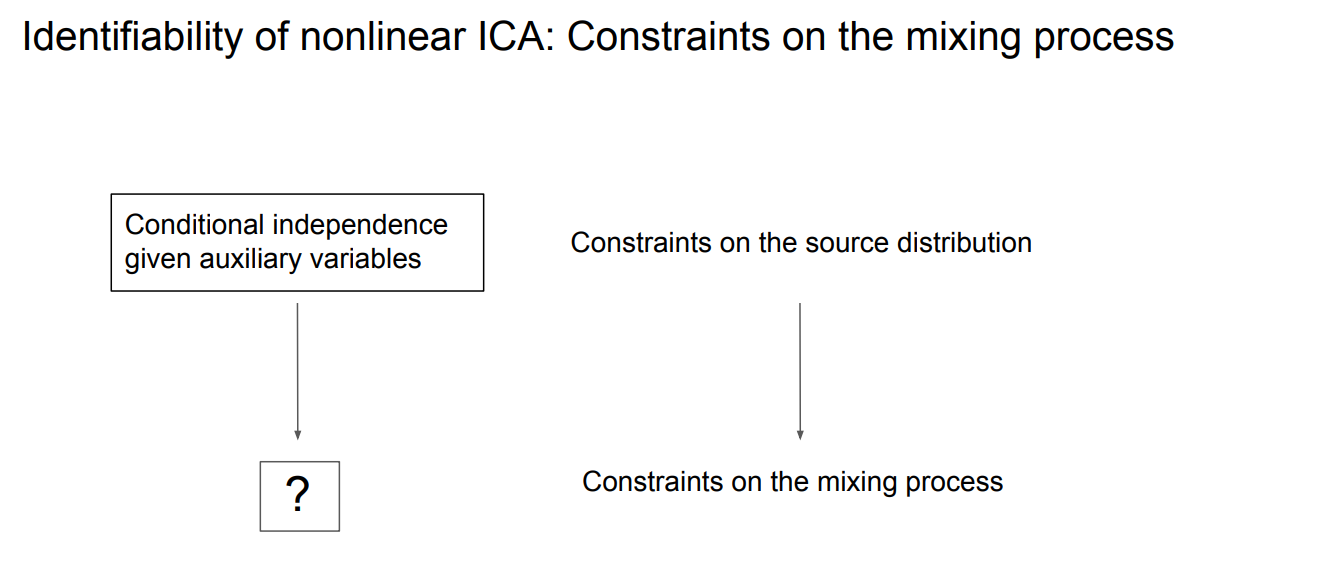 Identifiability of nonlinear ICA: Constraints on the mixing process
Conditional independence
given auxiliary variables
Constraints on the source distribution
?
Constraints on the mixing process